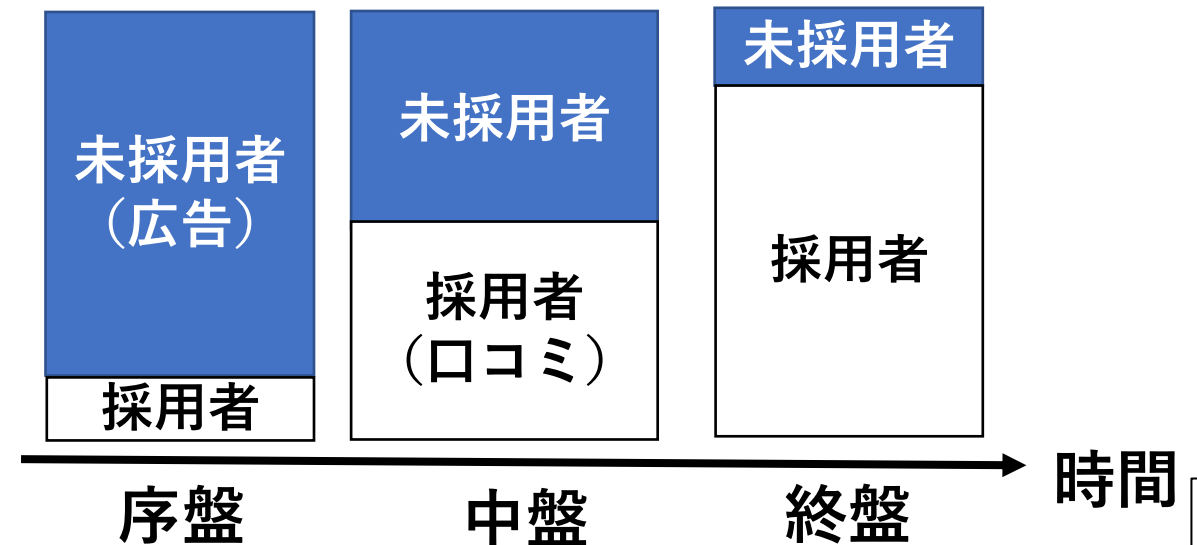 未採用者
（広告）
採用者
未採用者
採用者
（口コミ）
未採用者
採用者
時間
序盤
中盤
終盤